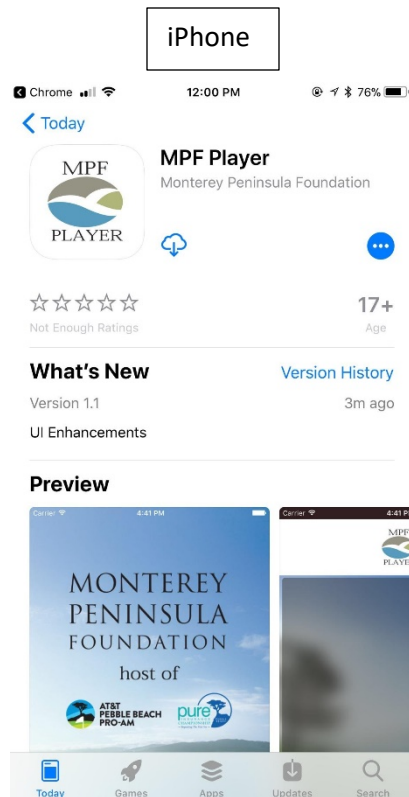 iPhone
Chrome 12:00 PM 76%
Today
MPF
PLAYER
MPF Player
Monterey Peninsula Foundation
Not Enough Ratings
17+
Age
What's New
Version History
Version 1.1
3m ago
UI Enhancements
Preview
Carrier 4:41 PM
MONTEREY
PENINSULA
FOUNDATION
host of
AT&T
PEBBLE BEACH
PRO-AM
pure
Carrier 4:41 P
MPF
PLAYER
Today Games Apps Updates Search